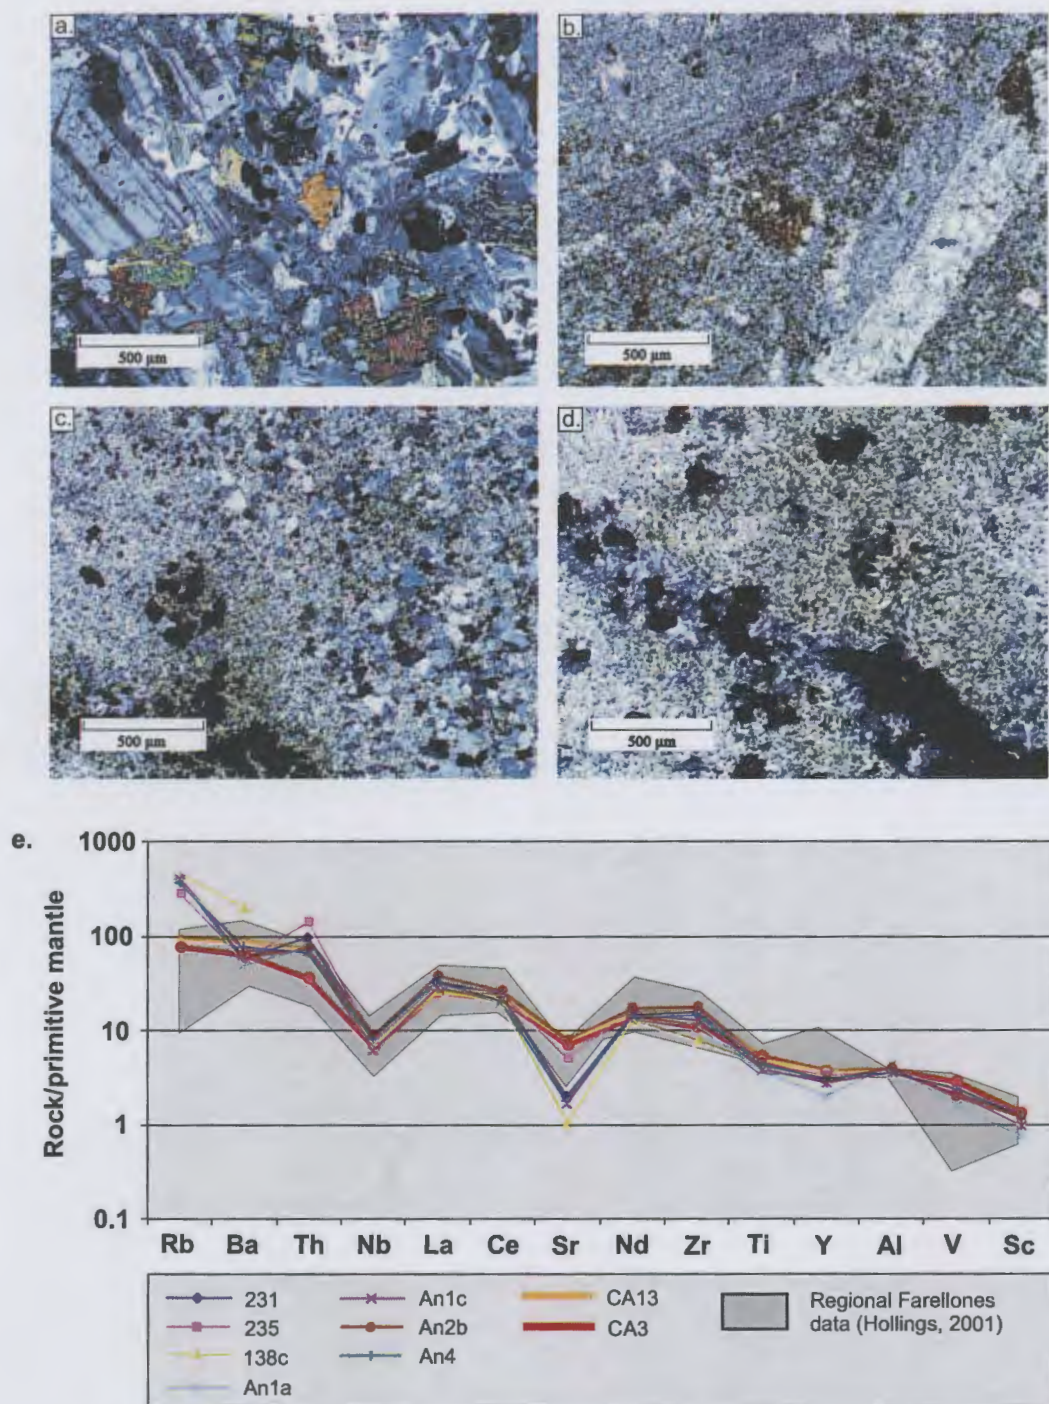 a.
b.
500 μm
500 μm
c.
d.
500 μm
500 μm
e.
Rock/primitive mantle
1000
100
10
1
0.1
Rb Ba Th Nb La Ce Sr Nd Zr Ti Y Al V Sc
231
235
138c
An1a
An1c
An2b
An4
CA13
CA3
Regional Farellones
data (Hollings, 2001)